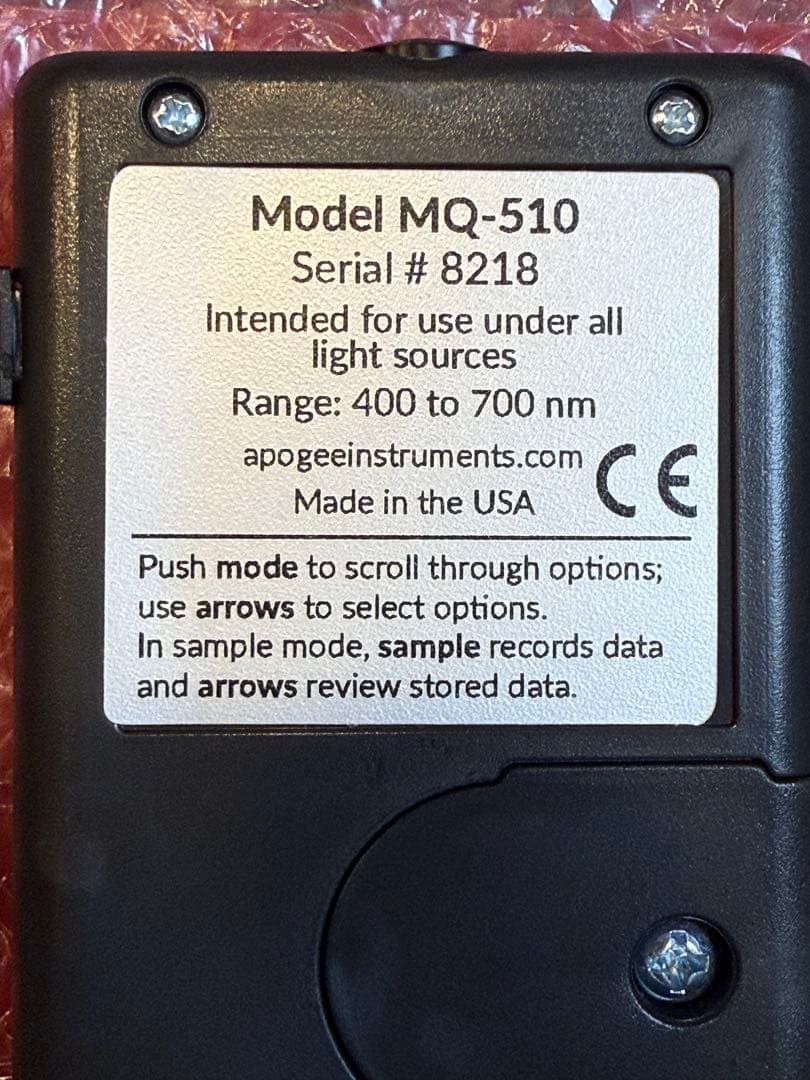 Model MQ-510
Serial # 8218
Intended for use under all
light sources
Range: 400 to 700 nm
apogeeinstruments.com
Made in the USA
CE
Push mode to scroll through options;
use arrows to select options.
In sample mode, sample records data
and arrows review stored data.